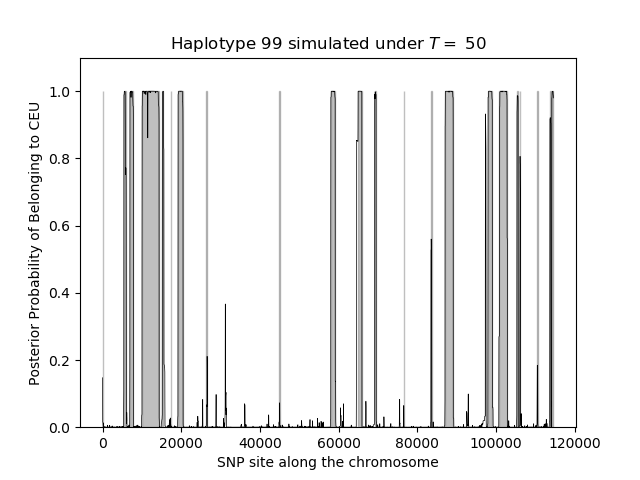 Haplotype 99 simulated under T = 50
Posterior Probability of Belonging to CEU
1.0
0.8
0.6
0.4
0.2
0.0
0 20000 40000 60000 80000 100000 120000
SNP site along the chromosome